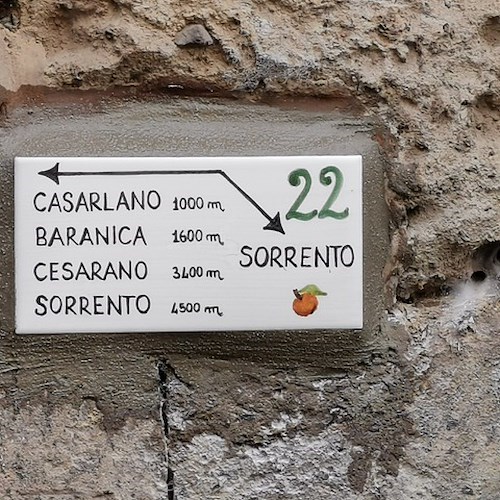 22
CASARLANO 1000 m
BARANICA 1600 m
SORRENTO
CESARANO 3400 m
SORRENTO 4500 m